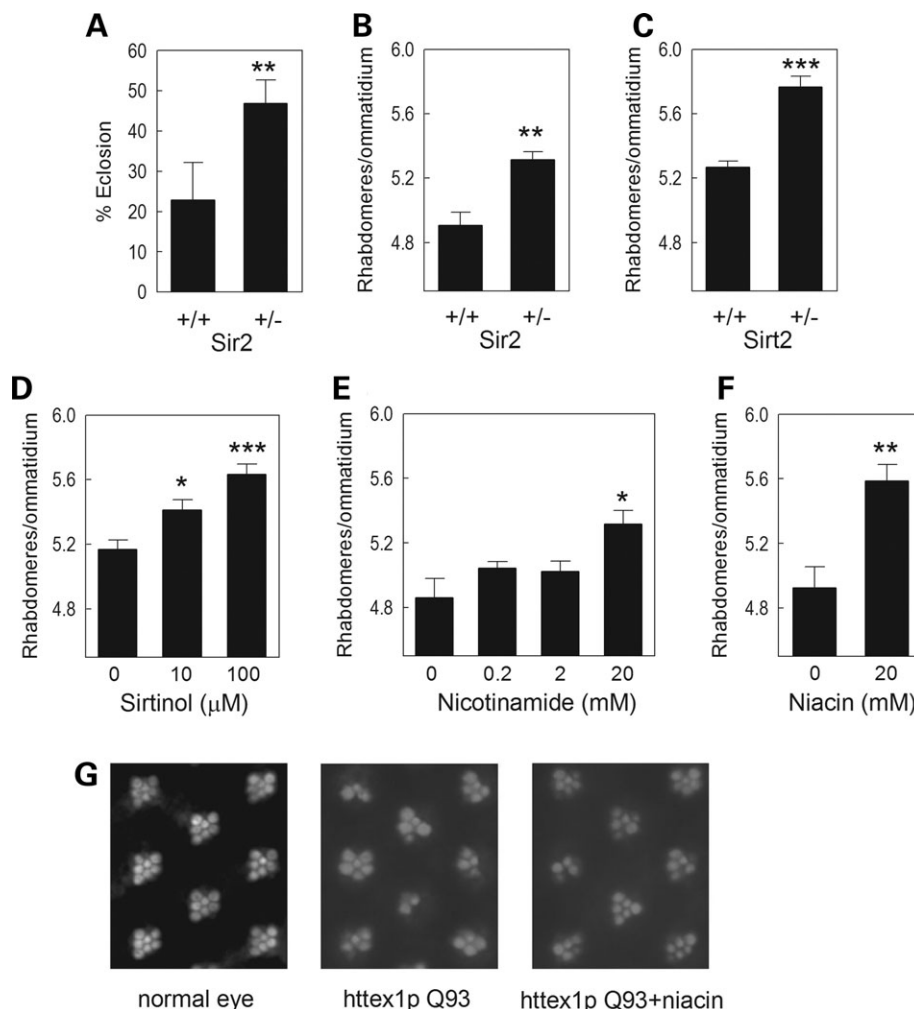 A
B
C
60
50
40
30
20
10
0
% Eclosion
**
+/+ +/-
Sir2
6.0
5.6
5.2
4.8
Rhabdomeres/ommatidium
**
+/+ +/-
Sir2
6.0
5.6
5.2
4.8
Rhabdomeres/ommatidium
***
+/+ +/-
Sirt2
D
E
F
6.0
5.6
5.2
4.8
Rhabdomeres/ommatidium
*
***
0 10 100
Sirtinol (μM)
6.0
5.6
5.2
4.8
Rhabdomeres/ommatidium
*
0 0.2 2 20
Nicotinamide (mM)
6.0
5.6
5.2
4.8
Rhabdomeres/ommatidium
**
0 20
Niacin (mM)
G
normal eye
httex1p Q93
httex1p Q93+niacin